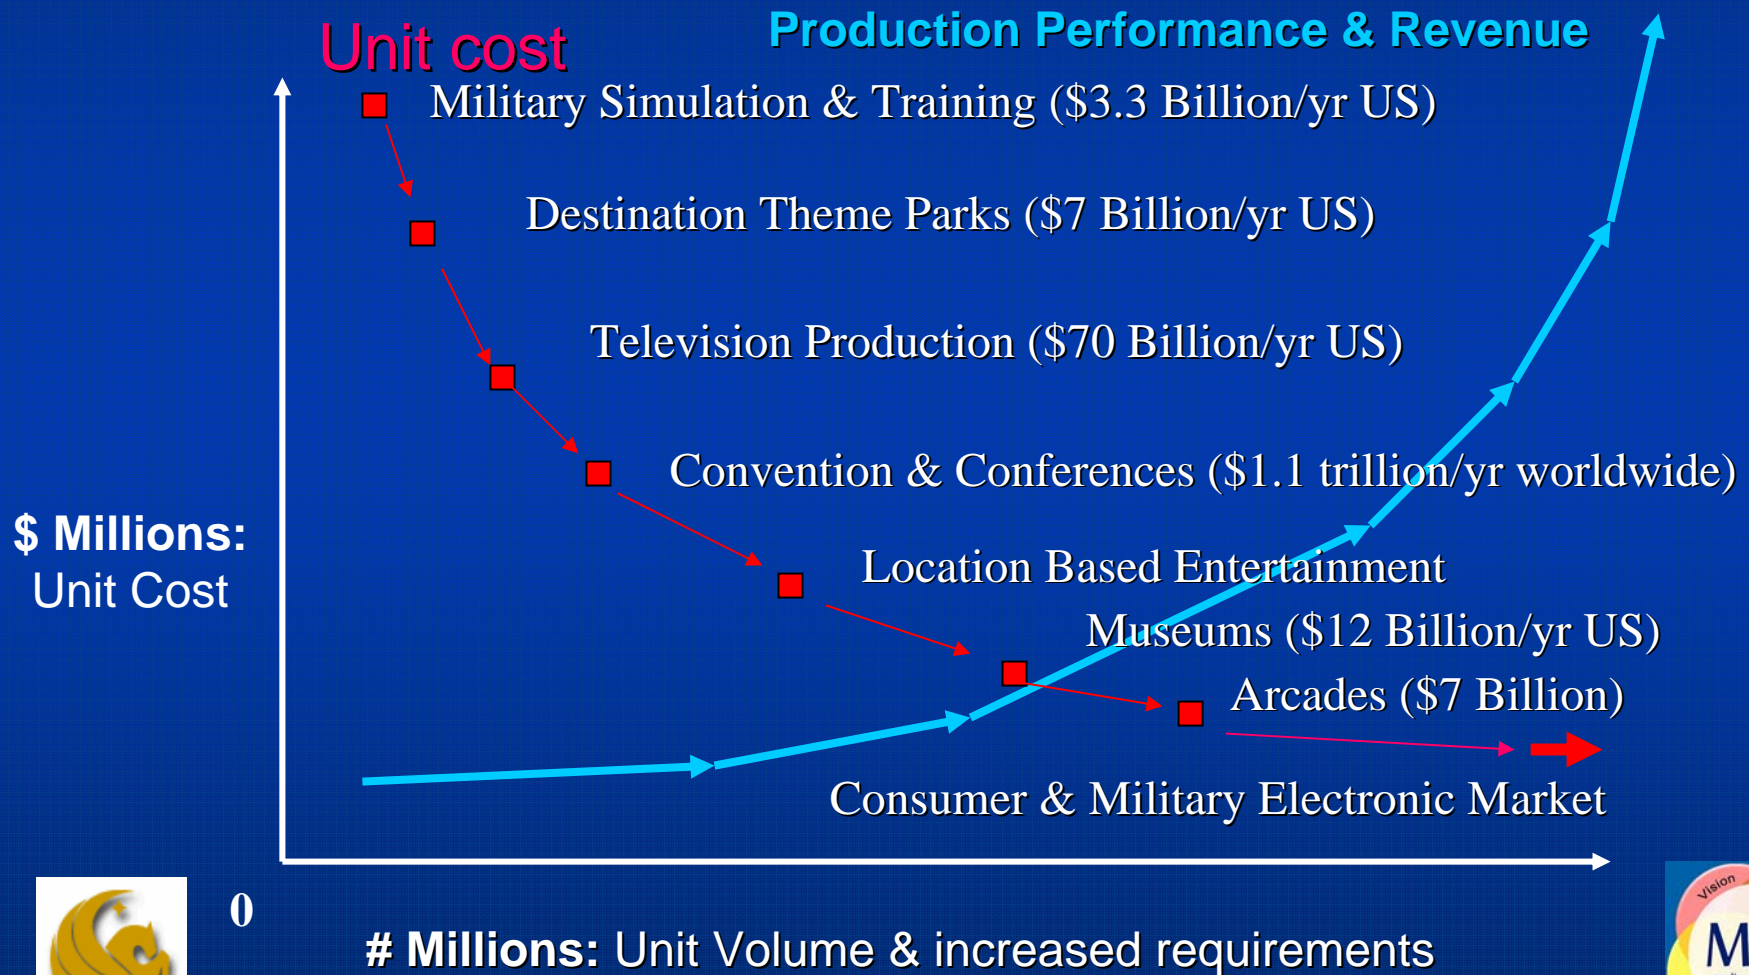 Production Performance & Revenue
Unit cost
Military Simulation & Training ($3.3 Billion/yr US)
Destination Theme Parks ($7 Billion/yr US)
Television Production ($70 Billion/yr US)
Convention & Conferences ($1.1 trillion/yr worldwide)
$ Millions:
Unit Cost
Location Based Entertainment
Museums ($12 Billion/yr US)
Arcades ($7 Billion)
Consumer & Military Electronic Market
0
# Millions: Unit Volume & increased requirements
Vision
M